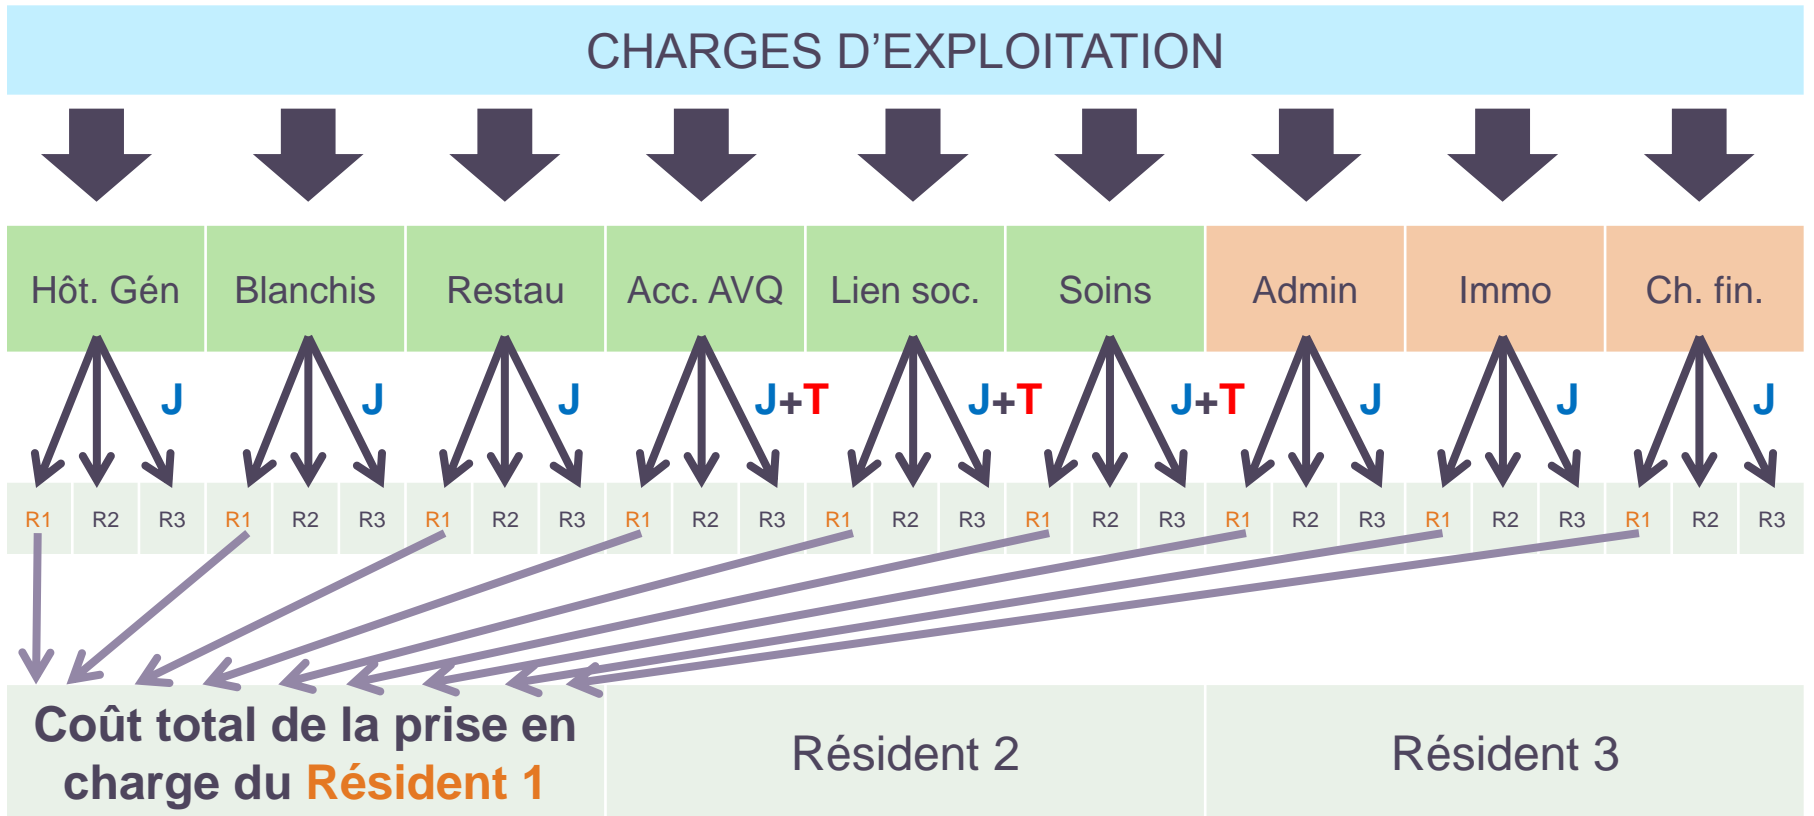 CHARGES D'EXPLOITATION
Hôt. Gén Blanchis Restau Acc. AVQ Lien soc. Soins Admin Immo Ch. fin.
J J J J+T J+T J+T J J J
R1 R2 R3 R1 R2 R3 R1 R2 R3 R1 R2 R3 R1 R2 R3 R1 R2 R3 R1 R2 R3 R1 R2 R3 R1 R2 R3
Coût total de la prise en
charge du Résident 1
Résident 2
Résident 3